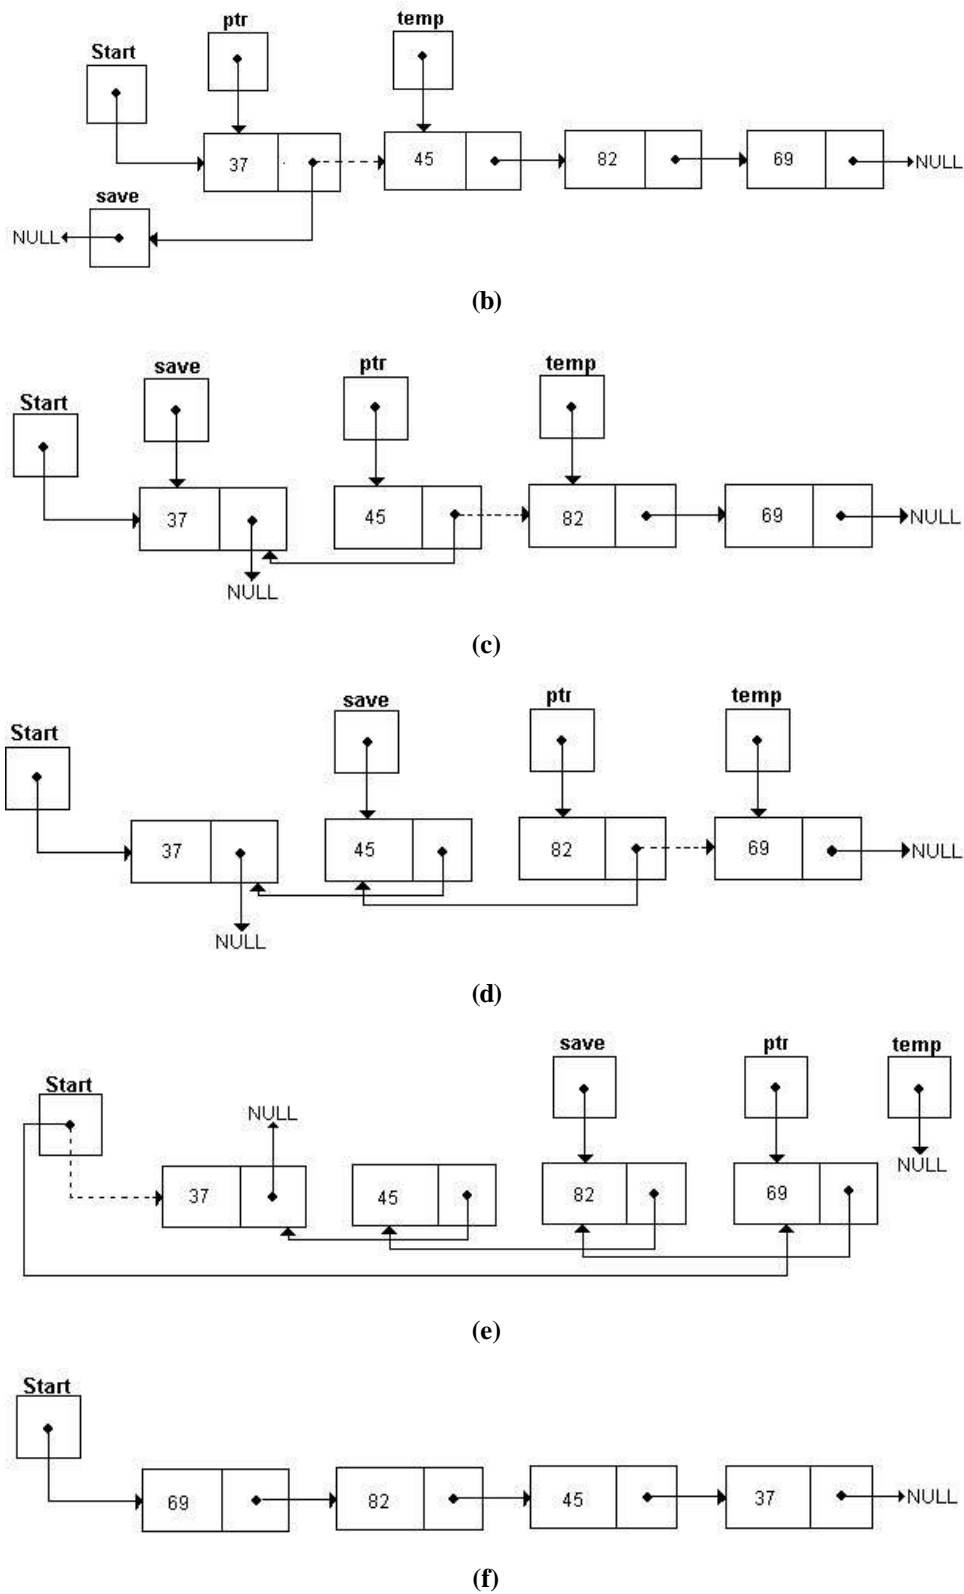 ptr temp
Start
37 45 82 69 NULL
save
NULL
(b)
save ptr temp
Start
37 45 82 69 NULL
NULL
(c)
save ptr temp
Start
37 45 82 69 NULL
NULL
(d)
save ptr temp
Start
NULL
NULL
37 45 82 69
(e)
Start
69 82 45 37 NULL
(f)